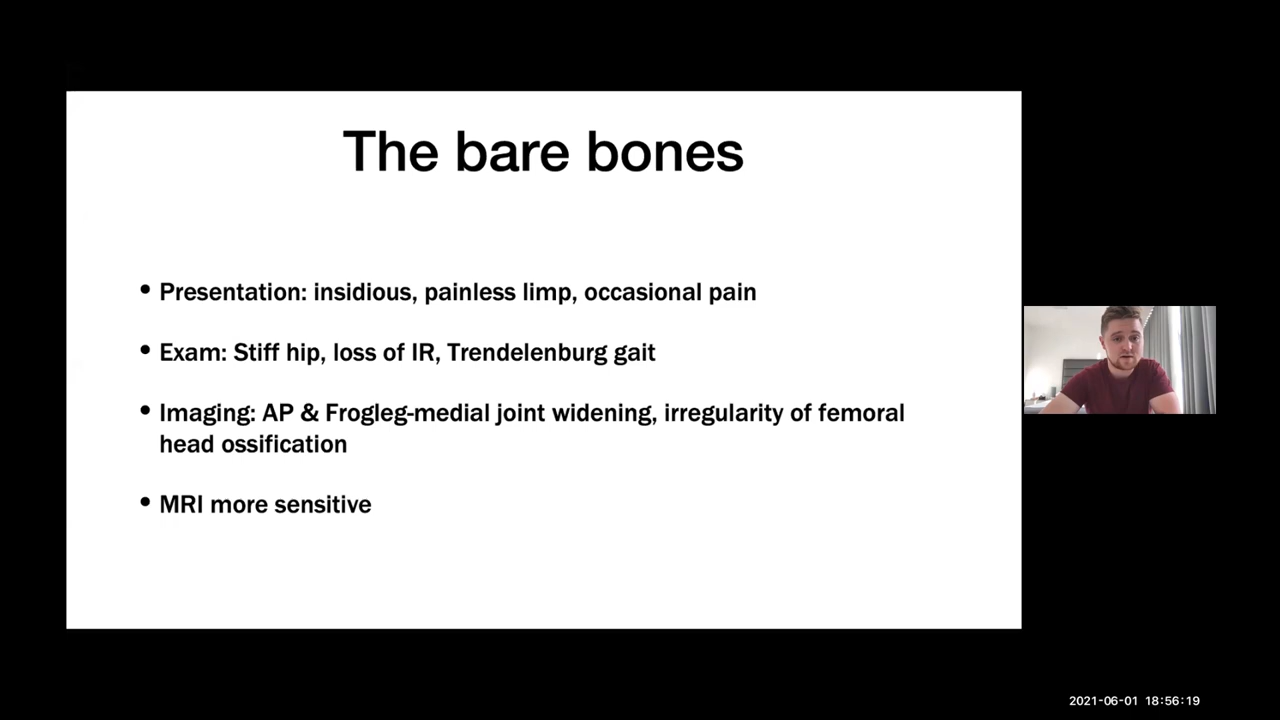 The bare bones
• Presentation: insidious, painless limp, occasional pain
• Exam: Stiff hip, loss of IR, Trendelenburg gait
• Imaging: AP & Frogleg-medial joint widening, irregularity of femoral
head ossification
• MRI more sensitive
2021-06-01 18:56:19